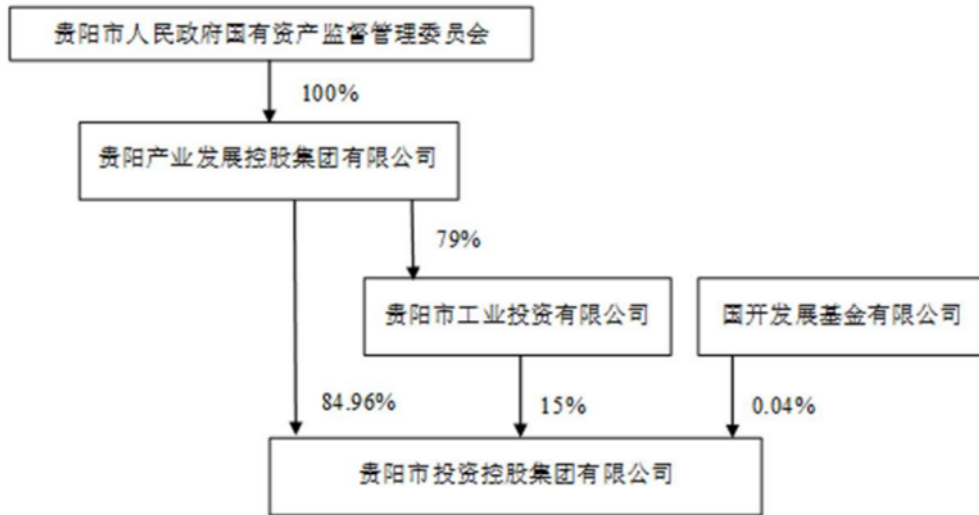 贵阳市人民政府国有资产监督管理委员会
100%
贵阳产业发展控股集团有限公司
79%
贵阳市工业投资有限公司
国开发展基金有限公司
84.96%
15%
0.04%
贵阳市投资控股集团有限公司